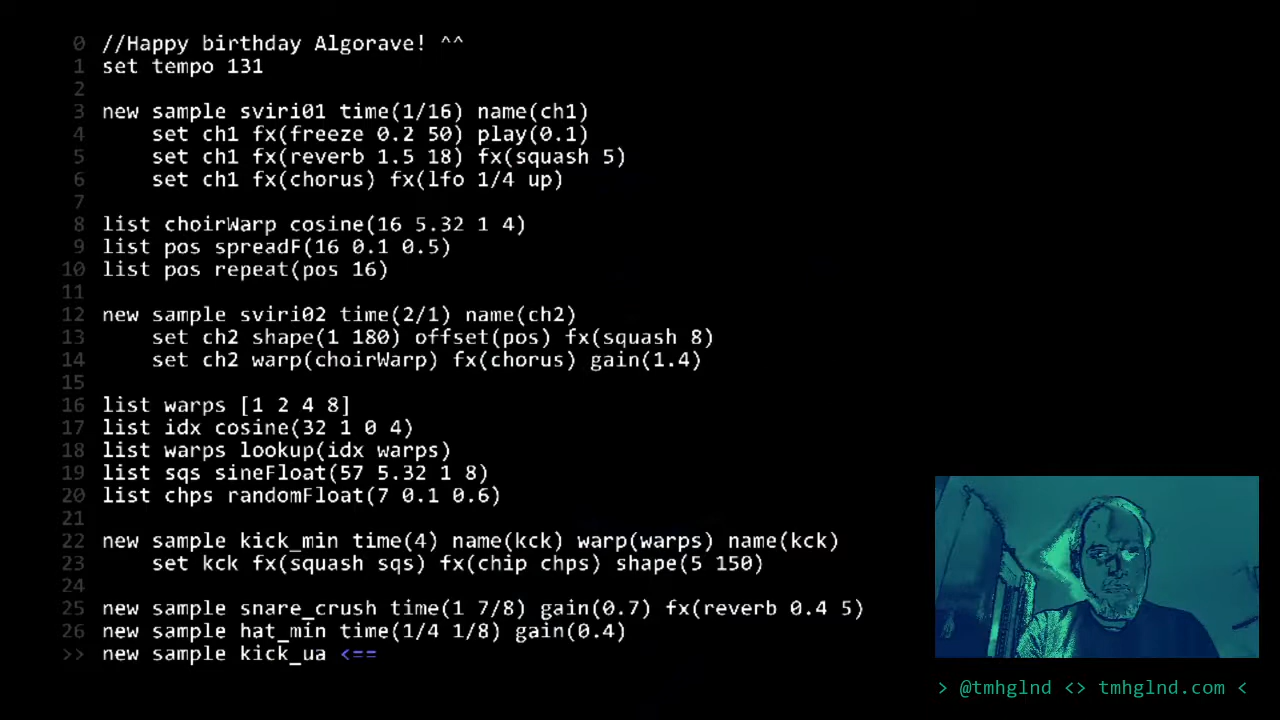 0 //Happy birthday Algorave! ^^
1 set tempo 131
2
3 new sample sviri01 time(1/16) name(ch1)
4 set ch1 fx(freeze 0.2 50) play(0.1)
5 set ch1 fx(reverb 1.5 18) fx(squash 5)
6 set ch1 fx(chorus) fx(lfo 1/4 up)
7
8 list choirWarp cosine(16 5.32 1 4)
9 list pos spreadF(16 0.1 0.5)
10 list pos repeat(pos 16)
11
12 new sample sviri02 time(2/1) name(ch2)
13 set ch2 shape(1 180) offset(pos) fx(squash 8)
14 set ch2 warp(choirWarp) fx(chorus) gain(1.4)
15
16 list warps [1 2 4 8]
17 list idx cosine(32 1 0 4)
18 list warps lookup(idx warps)
19 list sqs sineFloat(57 5.32 1 8)
20 list chps randomFloat(7 0.1 0.6)
21
22 new sample kick_min time(4) name(kck) warp(warps) name(kck)
23 set kck fx(squash sqs) fx(chip chps) shape(5 150)
24
25 new sample snare_crush time(1 7/8) gain(0.7) fx(reverb 0.4 5)
26 new sample hat_min time(1/4 1/8) gain(0.4)
>> new sample kick_ua <==
> @tmhglnd <> tmhglnd.com <